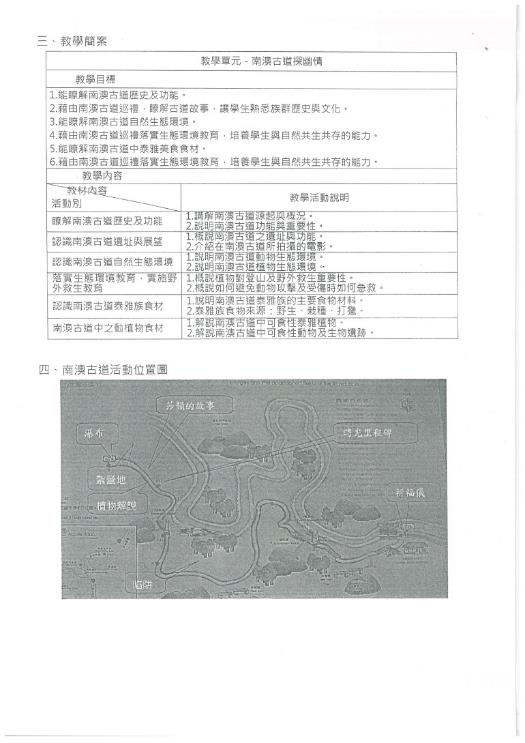 三、教學簡案
教學單元 - 南澳古道探幽情
教學目標
1.能瞭解南澳古道歷史及功能。
2.藉由南澳古道巡禮，瞭解古道故事，讓學生熟悉族群歷史與文化。
3.能瞭解南澳古道自然生態環境。
4.藉由南澳古道巡禮落實生態環境教育，培養學生與自然共生共存的能力。
5.能瞭解南澳古道中泰雅美食食材。
6.藉由南澳古道巡禮落實生態環境教育，培養學生與自然共生共存的能力。
教學內容
教材內容
活動別
教學活動說明
瞭解南澳古道歷史及功能
1.講解南澳古道源起與概況。
2.說明南澳古道功能與重要性。
認識南澳古道遺址與展望
1.概說南澳古道之遺址與功能。
2.介紹在南澳古道所拍攝的電影。
認識南澳古道自然生態環境
1.說明南澳古道動物生態環境。
2.說明南澳古道植物生態環境。
落實生態環境教育，實施野外救生教育
1.概說植物對登山及野外救生重要性。
2.概說如何避免動物攻擊及受傷時如何急救。
認識南澳古道泰雅族食材
1.說明南澳古道泰雅族的主要食物材料。
2.泰雅族食物來源：野生、栽種、打獵。
南澳古道中之動植物食材
1.解說南澳古道中可食性泰雅植物。
2.解說南澳古道中可食性動物及生物遺跡。
四、南澳古道活動位置圖
莎韻的故事
瀑布
紮營地
植物解說
祈福儀
陷阱